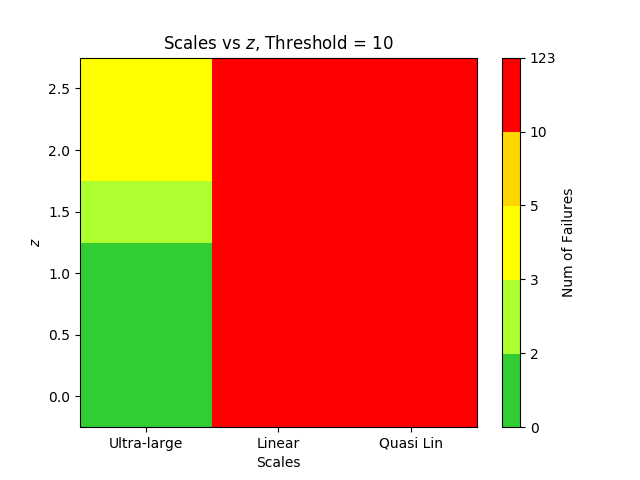 Scales vs z, Threshold = 10
2.5
2.0
1.5
1.0
0.5
0.0
z
Ultra-large
Linear
Quasi Lin
Scales
123
10
5
3
2
0
Num of Failures